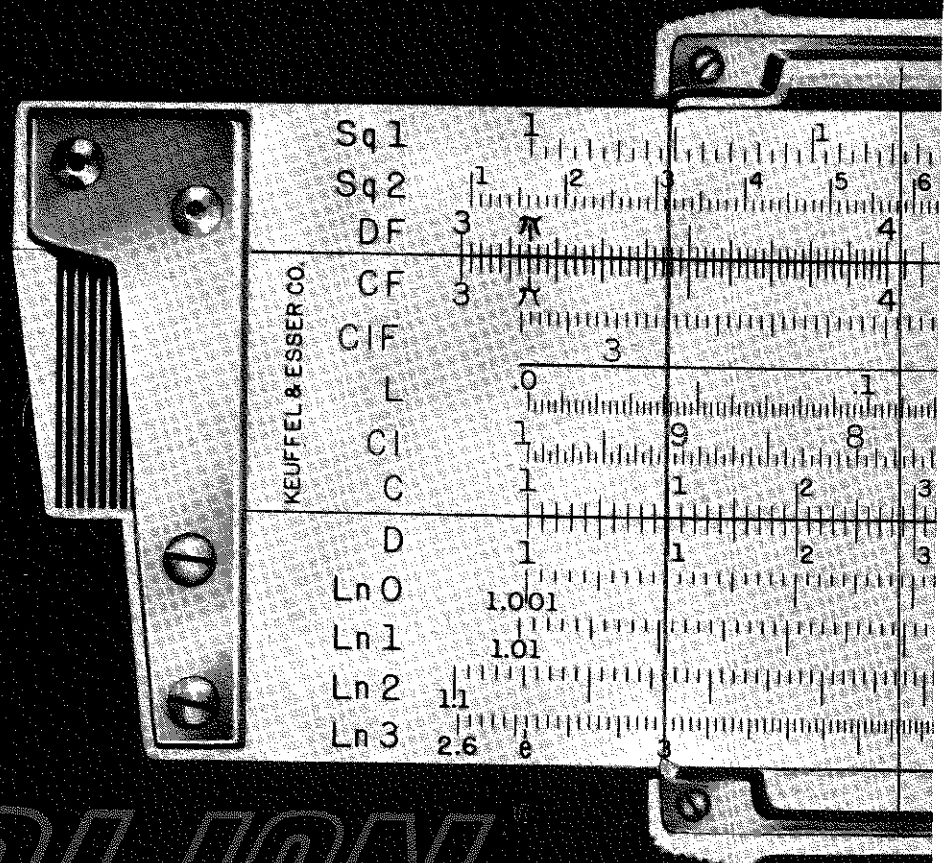 Sq 1 1 1
Sq 2 1 2 3 4 5 6
DF 3 π 4
CF 3 π 4
CIF 3
L .0 .1
CI 1 9 8
C 1 1 2 3
D 1 1 2 3
Ln 0 1.001
Ln 1 1.01
Ln 2 1.1
Ln 3 2.6 e 3
KEUFFEL & ESSER CO.